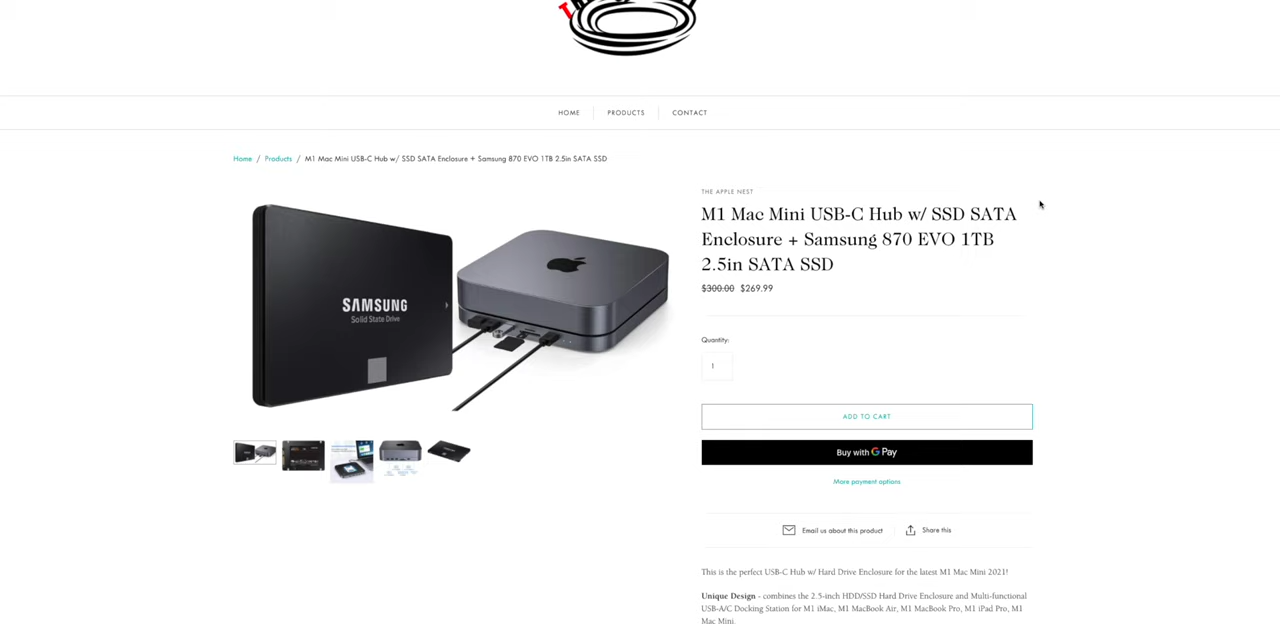 HOME
PRODUCTS
CONTACT
Home / Products / M1 Mac Mini USB-C Hub w/ SSD SATA Enclosure + Samsung 870 EVO 1TB 2.5in SATA SSD
SAMSUNG
Solid State Drive
THE APPLE NEST
M1 Mac Mini USB-C Hub w/ SSD SATA
Enclosure + Samsung 870 EVO 1TB
2.5in SATA SSD
$300.00 $269.99
Quantity:
1
ADD TO CART
Buy with G Pay
More payment options
Email us about this product
Share this
This is the perfect USB-C Hub w/ Hard Drive Enclosure for the latest M1 Mac Mini 2021!
Unique Design - combines the 2.5-inch HDD/SSD Hard Drive Enclosure and Multi-functional
USB-A/C Docking Station for M1 iMac, M1 MacBook Air, M1 MacBook Pro, M1 iPad Pro, M1
Mac Mini.